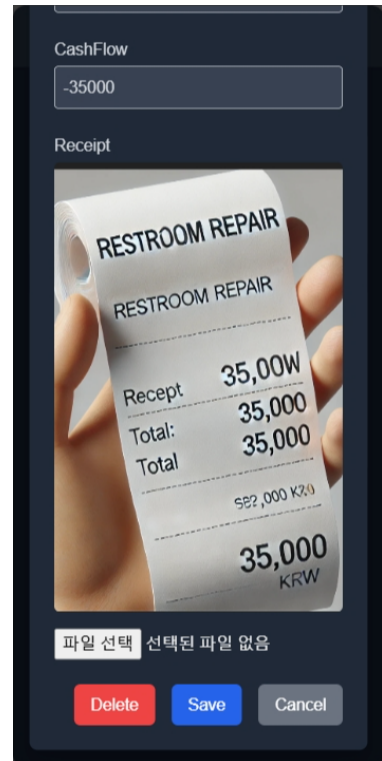 CashFlow
-35000
Receipt
RESTROOM REPAIR
RESTROOM REPAIR
Recept 35,00W
Total: 35,000
Total 35,000
000 K
35,000
KRW
파일 선택 선택된 파일 없음
Delete Save Cancel